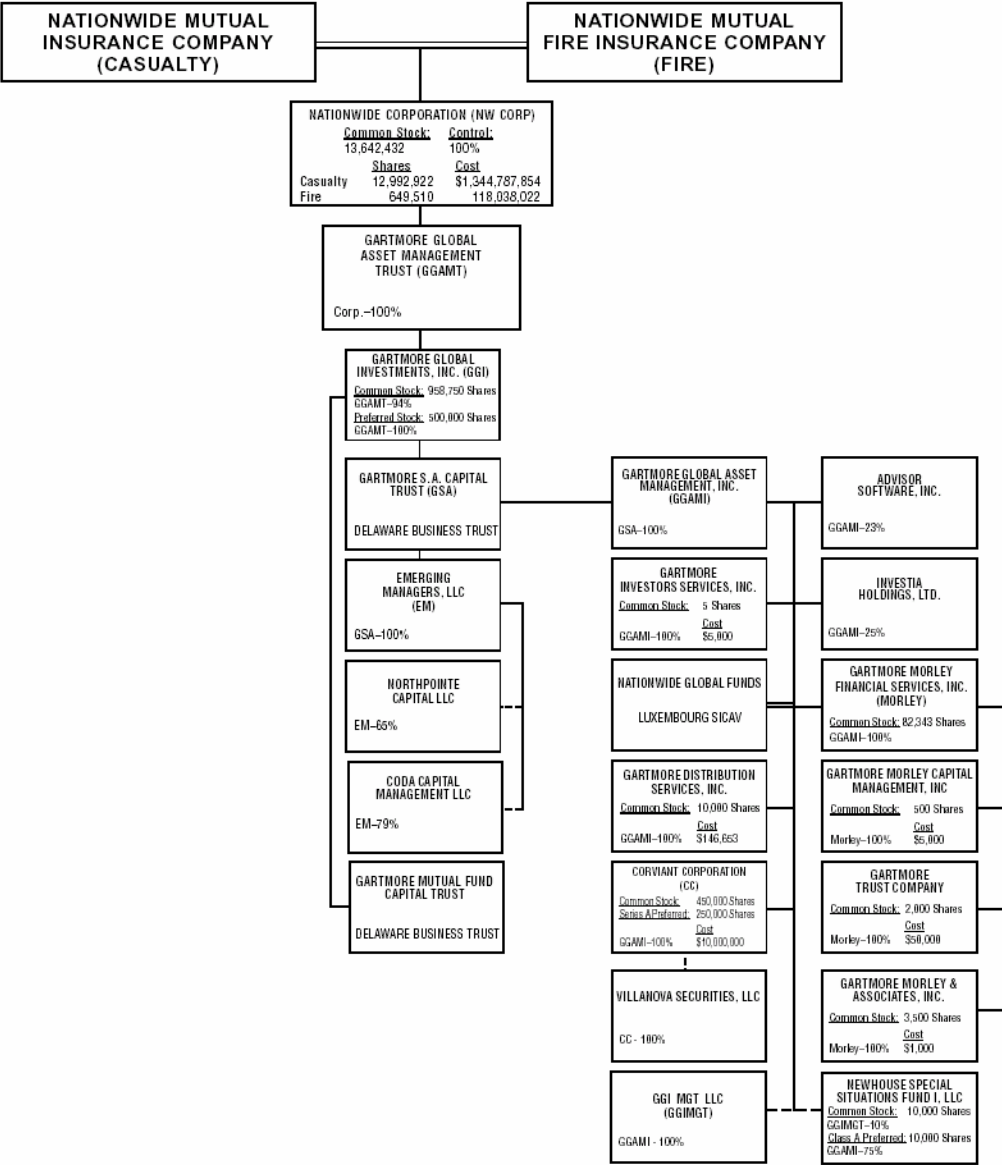 NATIONWIDE MUTUAL
INSURANCE COMPANY
(CASUALTY)
NATIONWIDE MUTUAL
FIRE INSURANCE COMPANY
(FIRE)
NATIONWIDE CORPORATION (NW CORP)
Common Stock: Control:
13,642,432 100%
Shares Cost
Casualty 12,992,922 $1,344,787,854
Fire 649,510 118,038,022
GARTMORE GLOBAL
ASSET MANAGEMENT
TRUST (GGAMT)
Corp.–100%
GARTMORE GLOBAL
INVESTMENTS, INC. (GGI)
Common Stock: 958,750 Shares
GGAMT–94%
Preferred Stock: 500,000 Shares
GGAMT–100%
GARTMORE S.A. CAPITAL
TRUST (GSA)
DELAWARE BUSINESS TRUST
EMERGING
MANAGERS, LLC
(EM)
GSA–100%
NORTHPOINTE
CAPITAL LLC
EM–65%
CODA CAPITAL
MANAGEMENT LLC
EM–79%
GARTMORE MUTUAL FUND
CAPITAL TRUST
DELAWARE BUSINESS TRUST
GARTMORE GLOBAL ASSET
MANAGEMENT, INC.
(GGAMI)
GSA–100%
GARTMORE
INVESTORS SERVICES, INC.
Common Stock: 5 Shares
Cost
GGAMI–100% $5,000
NATIONWIDE GLOBAL FUNDS
LUXEMBOURG SICAV
GARTMORE DISTRIBUTION
SERVICES, INC.
Common Stock: 10,000 Shares
Cost
GGAMI–100% $146,653
CORVIANT CORPORATION
(CC)
Common Stock: 450,000 Shares
Series A Preferred: 250,000 Shares
Cost
GGAMI–100% $10,000,000
VILLANOVA SECURITIES, LLC
CC - 100%
GGI MGT LLC
(GGIMGT)
GGAMI - 100%
ADVISOR
SOFTWARE, INC.
GGAMI–23%
INVESTIA
HOLDINGS, LTD.
GGAMI–25%
GARTMORE MORLEY
FINANCIAL SERVICES, INC.
(MORLEY)
Common Stock: 82,343 Shares
GGAMI–100%
GARTMORE MORLEY CAPITAL
MANAGEMENT, INC
Common Stock: 500 Shares
Cost
Morley–100% $5,000
GARTMORE
TRUST COMPANY
Common Stock: 2,000 Shares
Cost
Morley–100% $50,000
GARTMORE MORLEY &
ASSOCIATES, INC.
Common Stock: 3,500 Shares
Cost
Morley–100% $1,000
NEWHOUSE SPECIAL
SITUATIONS FUND I, LLC
Common Stock: 10,000 Shares
GGIMGT–10%
Class A Preferred: 10,000 Shares
GGAMI–75%